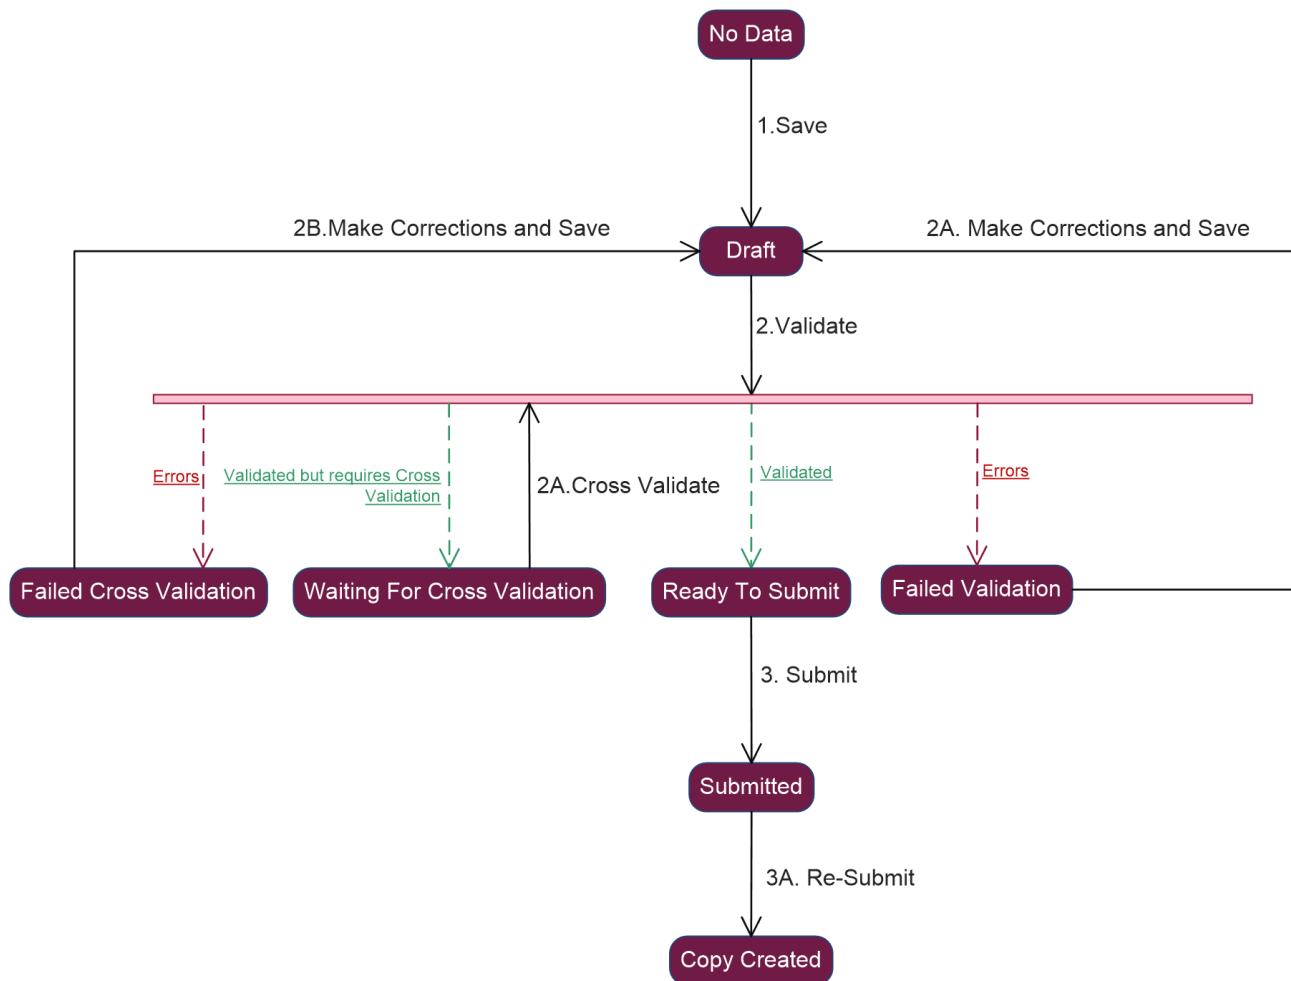 No Data
1.Save
2B.Make Corrections and Save
2A. Make Corrections and Save
Draft
2.Validate
Errors
Validated but requires Cross
Validation
2A.Cross Validate
Validated
Errors
Failed Cross Validation
Waiting For Cross Validation
Ready To Submit
Failed Validation
3. Submit
Submitted
3A. Re-Submit
Copy Created